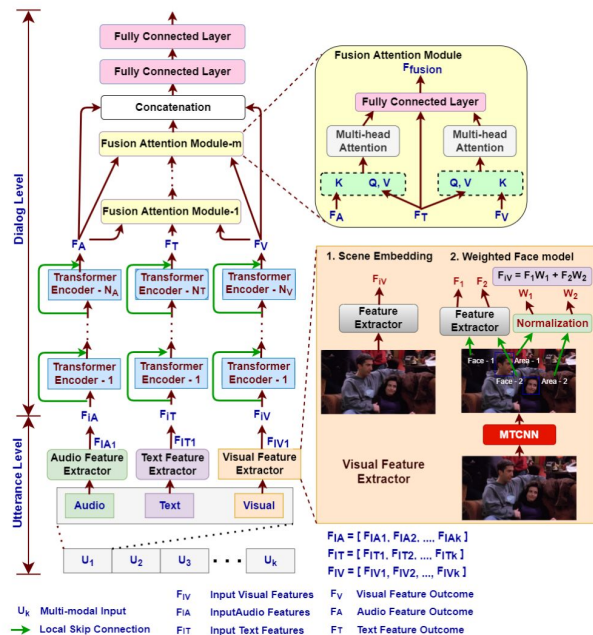 Dialog Level
Utterance Level
Fully Connected Layer
Fully Connected Layer
Concatenation
Fusion Attention Module-m
Fusion Attention Module-1
FA
FT
FV
Transformer
Encoder - NA
Transformer
Encoder - NT
Transformer
Encoder - NV
Transformer
Encoder - 1
Transformer
Encoder - 1
Transformer
Encoder - 1
FIA
FIT
FIV
FIA1
FIT1
FIV1
Audio Feature
Extractor
Text Feature
Extractor
Visual Feature
Extractor
Audio
Text
Visual
U1
U2
U3
Uk
Fusion Attention Module
Ffusion
Fully Connected Layer
Multi-head
Attention
Multi-head
Attention
K
Q, V
Q, V
K
FA
FT
FV
1. Scene Embedding
FIV
Feature
Extractor
2. Weighted Face model
FIV = F1W1 + F2W2
F1
F2
W1
W2
Feature
Extractor
Normalization
Face - 1
Area - 1
Face - 2
Area - 2
MTCNN
Visual Feature
Extractor
FIA = [ FIA1, FIA2, ..., FIAk]
FIT = [ FIT1, FIT2, ..., FITk]
FIV = [ FIV1, FIV2, ..., FIVk]
Uk Multi-modal Input
Local Skip Connection
FIV Input Visual Features
FIA InputAudio Features
FIT Input Text Features
FV Visual Feature Outcome
FA Audio Feature Outcome
FT Text Feature Outcome